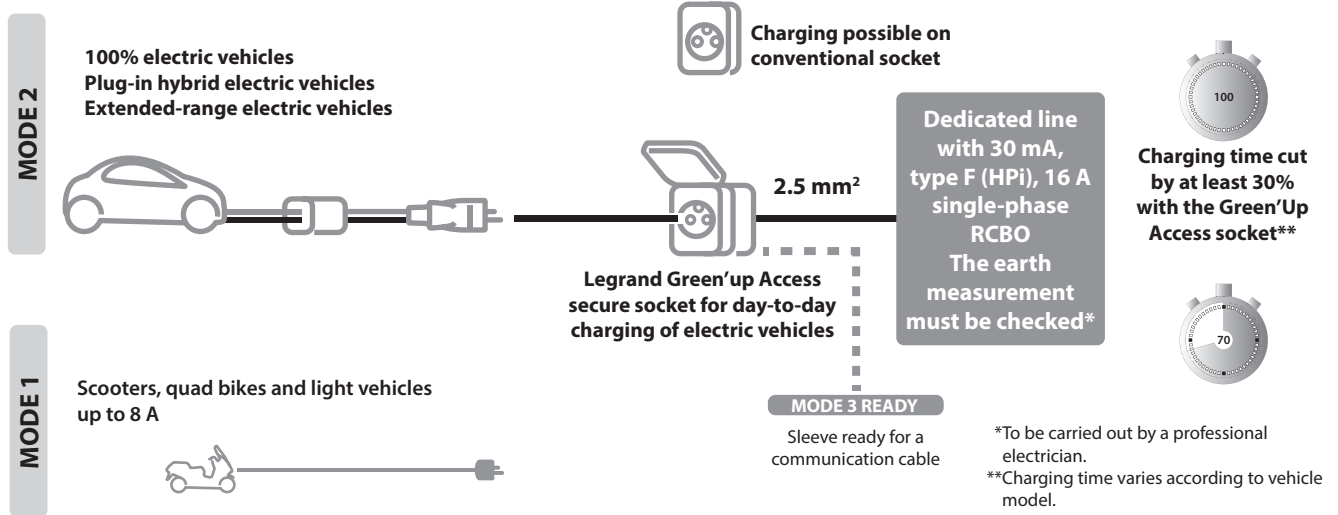 MODE 2
100% electric vehicles
Plug-in hybrid electric vehicles
Extended-range electric vehicles
Charging possible on
conventional socket
2.5 mm²
Legrand Green'up Access
secure socket for day-to-day
charging of electric vehicles
Dedicated line
with 30 mA,
type F (HPi), 16 A
single-phase
RCBO
The earth
measurement
must be checked*
100
Charging time cut
by at least 30%
with the Green'Up
Access socket**
70
MODE 1
Scooters, quad bikes and light vehicles
up to 8 A
MODE 3 READY
Sleeve ready for a
communication cable
*To be carried out by a professional
electrician.
**Charging time varies according to vehicle
model.